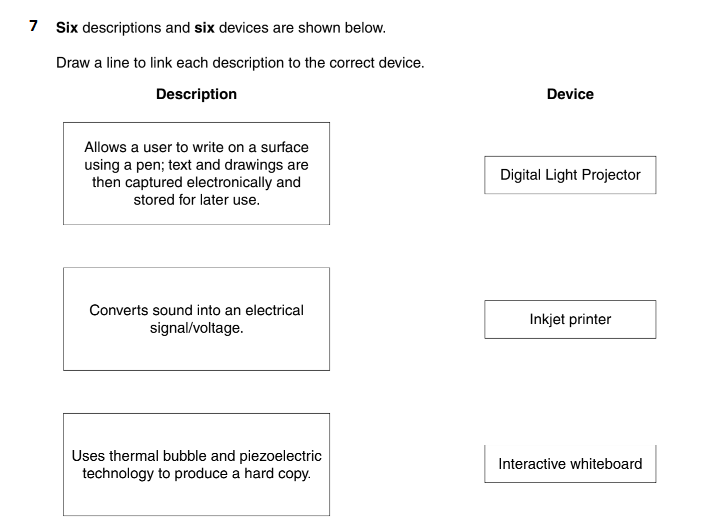 7 Six descriptions and six devices are shown below.
Draw a line to link each description to the correct device.
Description
Device
Allows a user to write on a surface
using a pen; text and drawings are
then captured electronically and
stored for later use.
Digital Light Projector
Converts sound into an electrical
signal/voltage.
Inkjet printer
Uses thermal bubble and piezoelectric
technology to produce a hard copy.
Interactive whiteboard